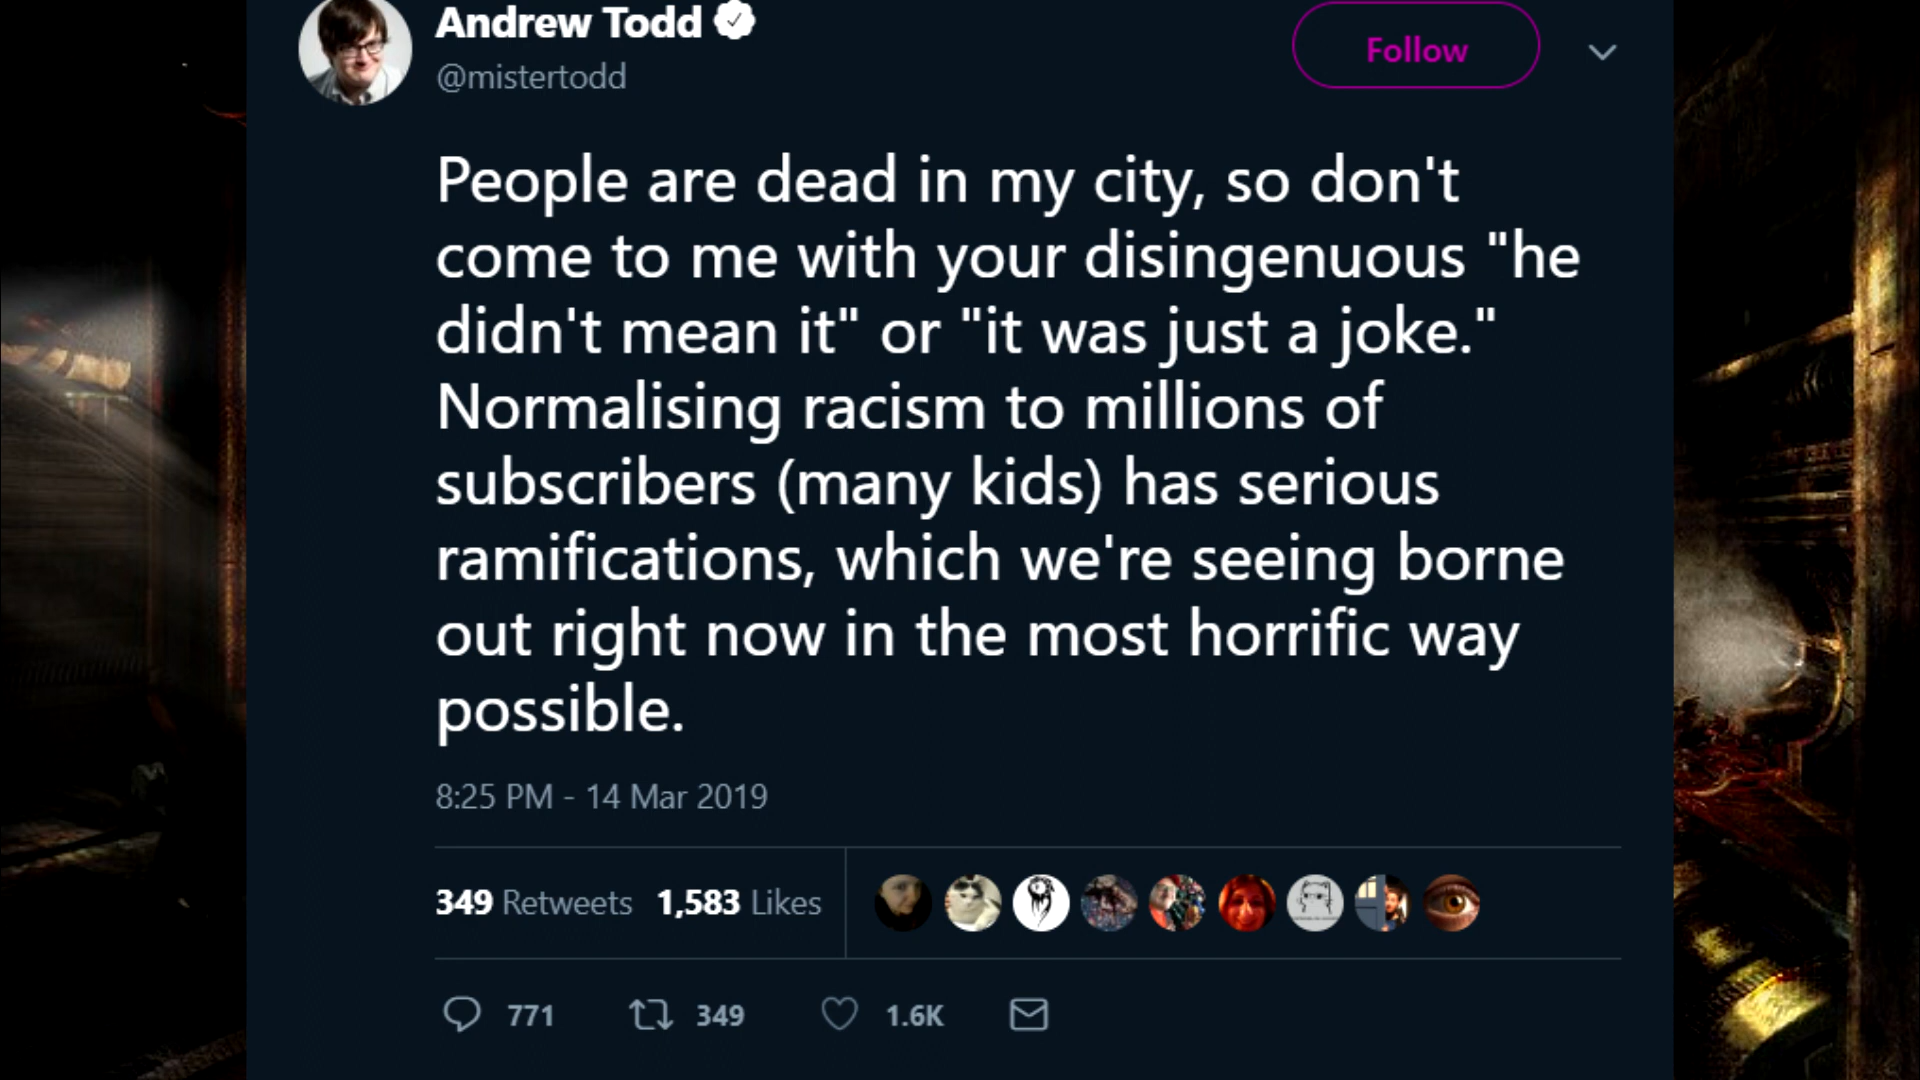 Andrew Todd
@mistertodd
Follow
People are dead in my city, so don't
come to me with your disingenuous "he
didn't mean it" or "it was just a joke."
Normalising racism to millions of
subscribers (many kids) has serious
ramifications, which we're seeing borne
out right now in the most horrific way
possible.
8:25 PM - 14 Mar 2019
349 Retweets 1,583 Likes
771 349 1.6K